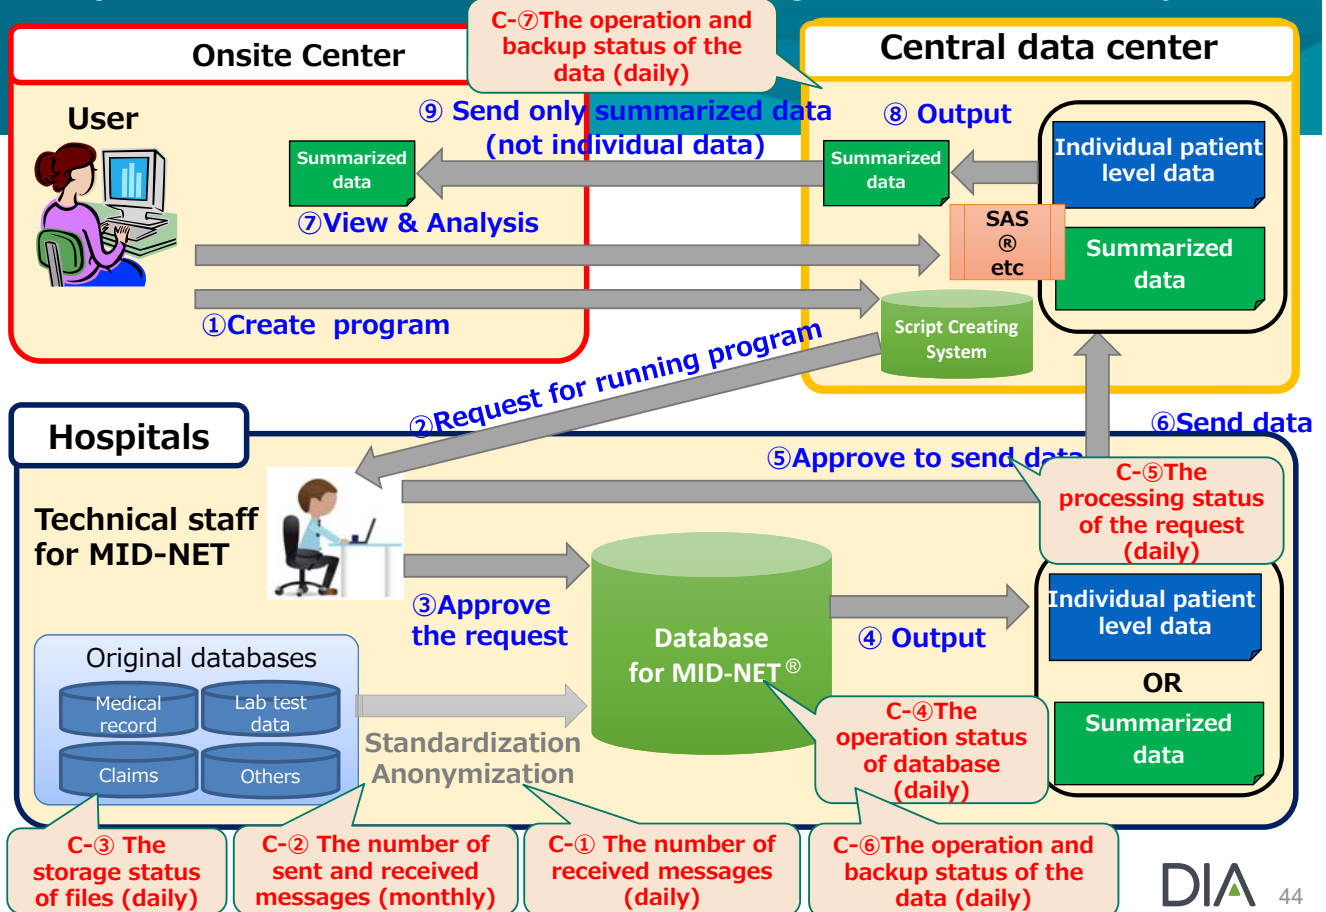 C-⑦The operation and
backup status of the
data (daily)
Onsite Center
Central data center
User
⑨ Send only summarized data
(not individual data)
⑧ Output
Summarized
data
Summarized
data
Individual patient
level data
⑦View & Analysis
SAS
®
etc
Summarized
data
①Create program
Script Creating
System
②Request for running program
Hospitals
⑥Send data
⑤Approve to send data
C-⑤The
processing status
of the request
(daily)
Technical staff
for MID-NET
③Approve
the request
Database
for MID-NET®
④ Output
Individual patient
level data
OR
Summarized
data
Original databases
Medical
record
Lab test
data
Claims
Others
Standardization
Anonymization
C-④The
operation status
of database
(daily)
C-③ The
storage status
of files (daily)
C-② The number of
sent and received
messages (monthly)
C-① The number of
received messages
(daily)
C-⑥The operation and
backup status of the
data (daily)
DIA
44